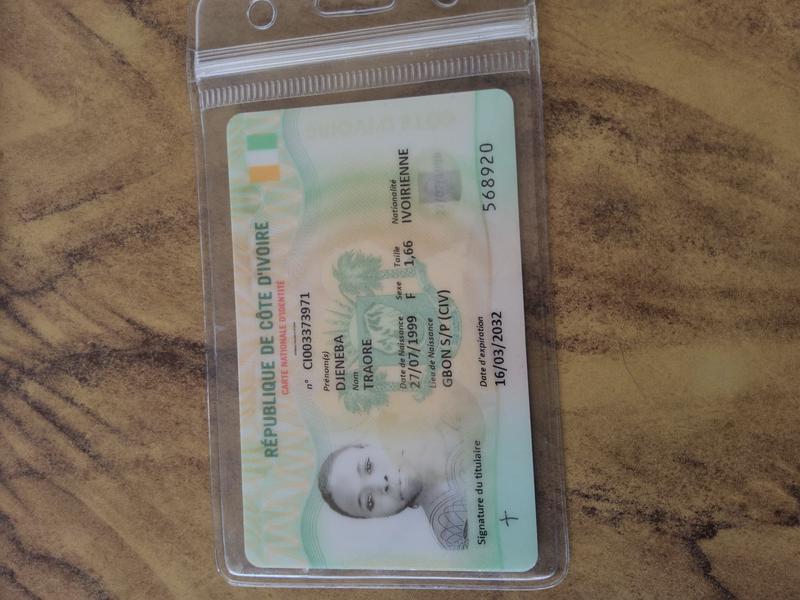 RÉPUBLIQUE DE CÔTE D'IVOIRE
CARTE NATIONALE D'IDENTITÉ
n° CI003373971
Prénom(s)
DJENEBA
Nom
TRAORE
Date de Naissance Sexe Taille Nationalité
27/07/1999 F 1,66 IVOIRIENNE
Lieu de Naissance
GBON S/P (CIV)
Date d'expiration
16/03/2032
568920
Signature du titulaire